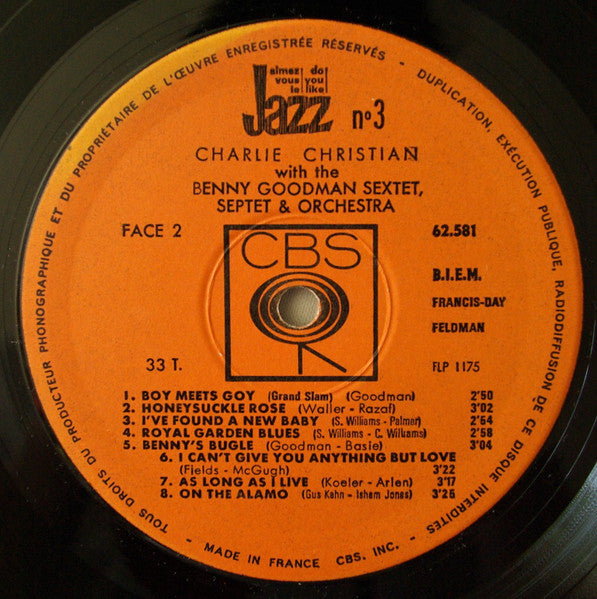 TOUS DROITS DU PRODUCTEUR PHONOGRAPHIQUE ET DU PROPRIÉTAIRE DE L'ŒUVRE ENREGISTRÉE RÉSERVÉS - DUPLICATION, EXÉCUTION PUBLIQUE, RADIODIFFUSION DE CE DISQUE INTERDITES
aimez do
vous you
le like
Jazz n°3
CHARLIE CHRISTIAN
with the
BENNY GOODMAN SEXTET,
SEPTET & ORCHESTRA
FACE 2 62.581
CBS
B.I.E.M.
FRANCIS-DAY
FELDMAN
33 T. FLP 1175
1. BOY MEETS GOY (Grand Slam) (Goodman) 2'50
2. HONEYSUCKLE ROSE (Waller - Razaf) 3'02
3. I'VE FOUND A NEW BABY (S. Williams - Palmer) 2'54
4. ROYAL GARDEN BLUES (S. Williams - C. Williams) 2'58
5. BENNY'S BUGLE (Goodman - Basie) 3'04
6. I CAN'T GIVE YOU ANYTHING BUT LOVE
(Fields - McGugh) 3'22
7. AS LONG AS I LIVE (Koeler - Arlen) 3'17
8. ON THE ALAMO (Gus Kahn - Isham Jones) 3'26
- MADE IN FRANCE CBS. INC. -